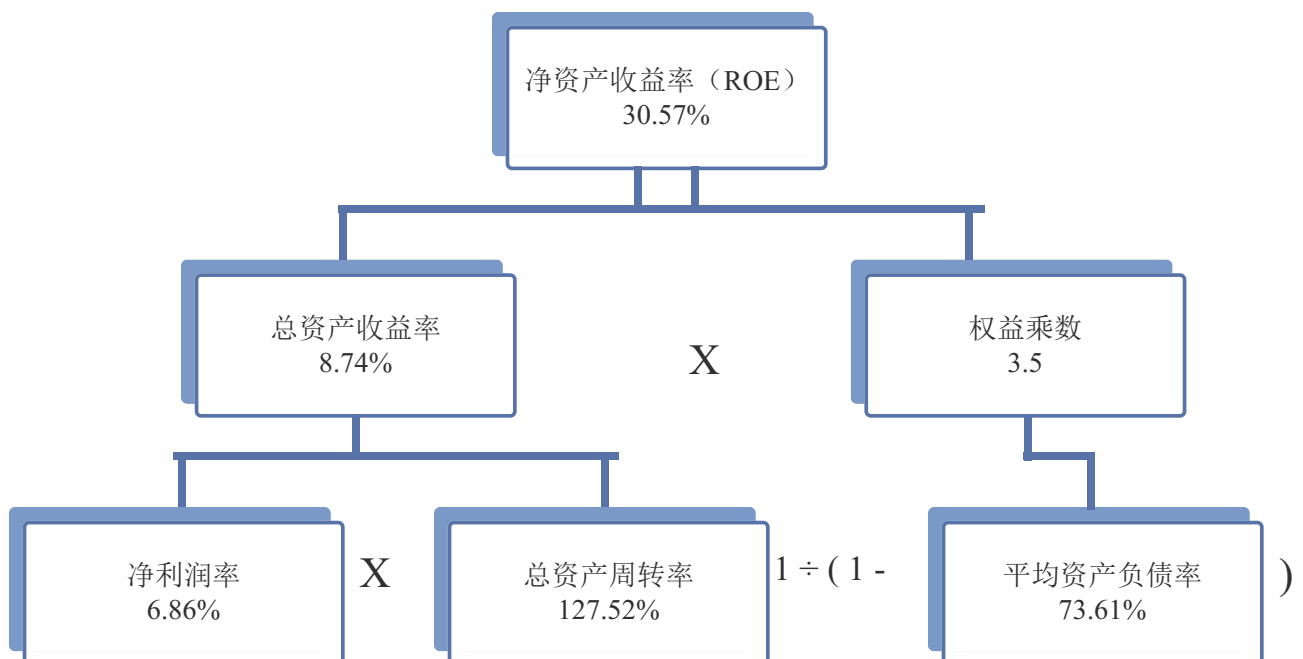 净资产收益率（ROE）
30.57%
总资产收益率
8.74%
X
权益乘数
3.5
净利润率
6.86%
X
总资产周转率
127.52%
1 ÷ ( 1 -
平均资产负债率
73.61%
)